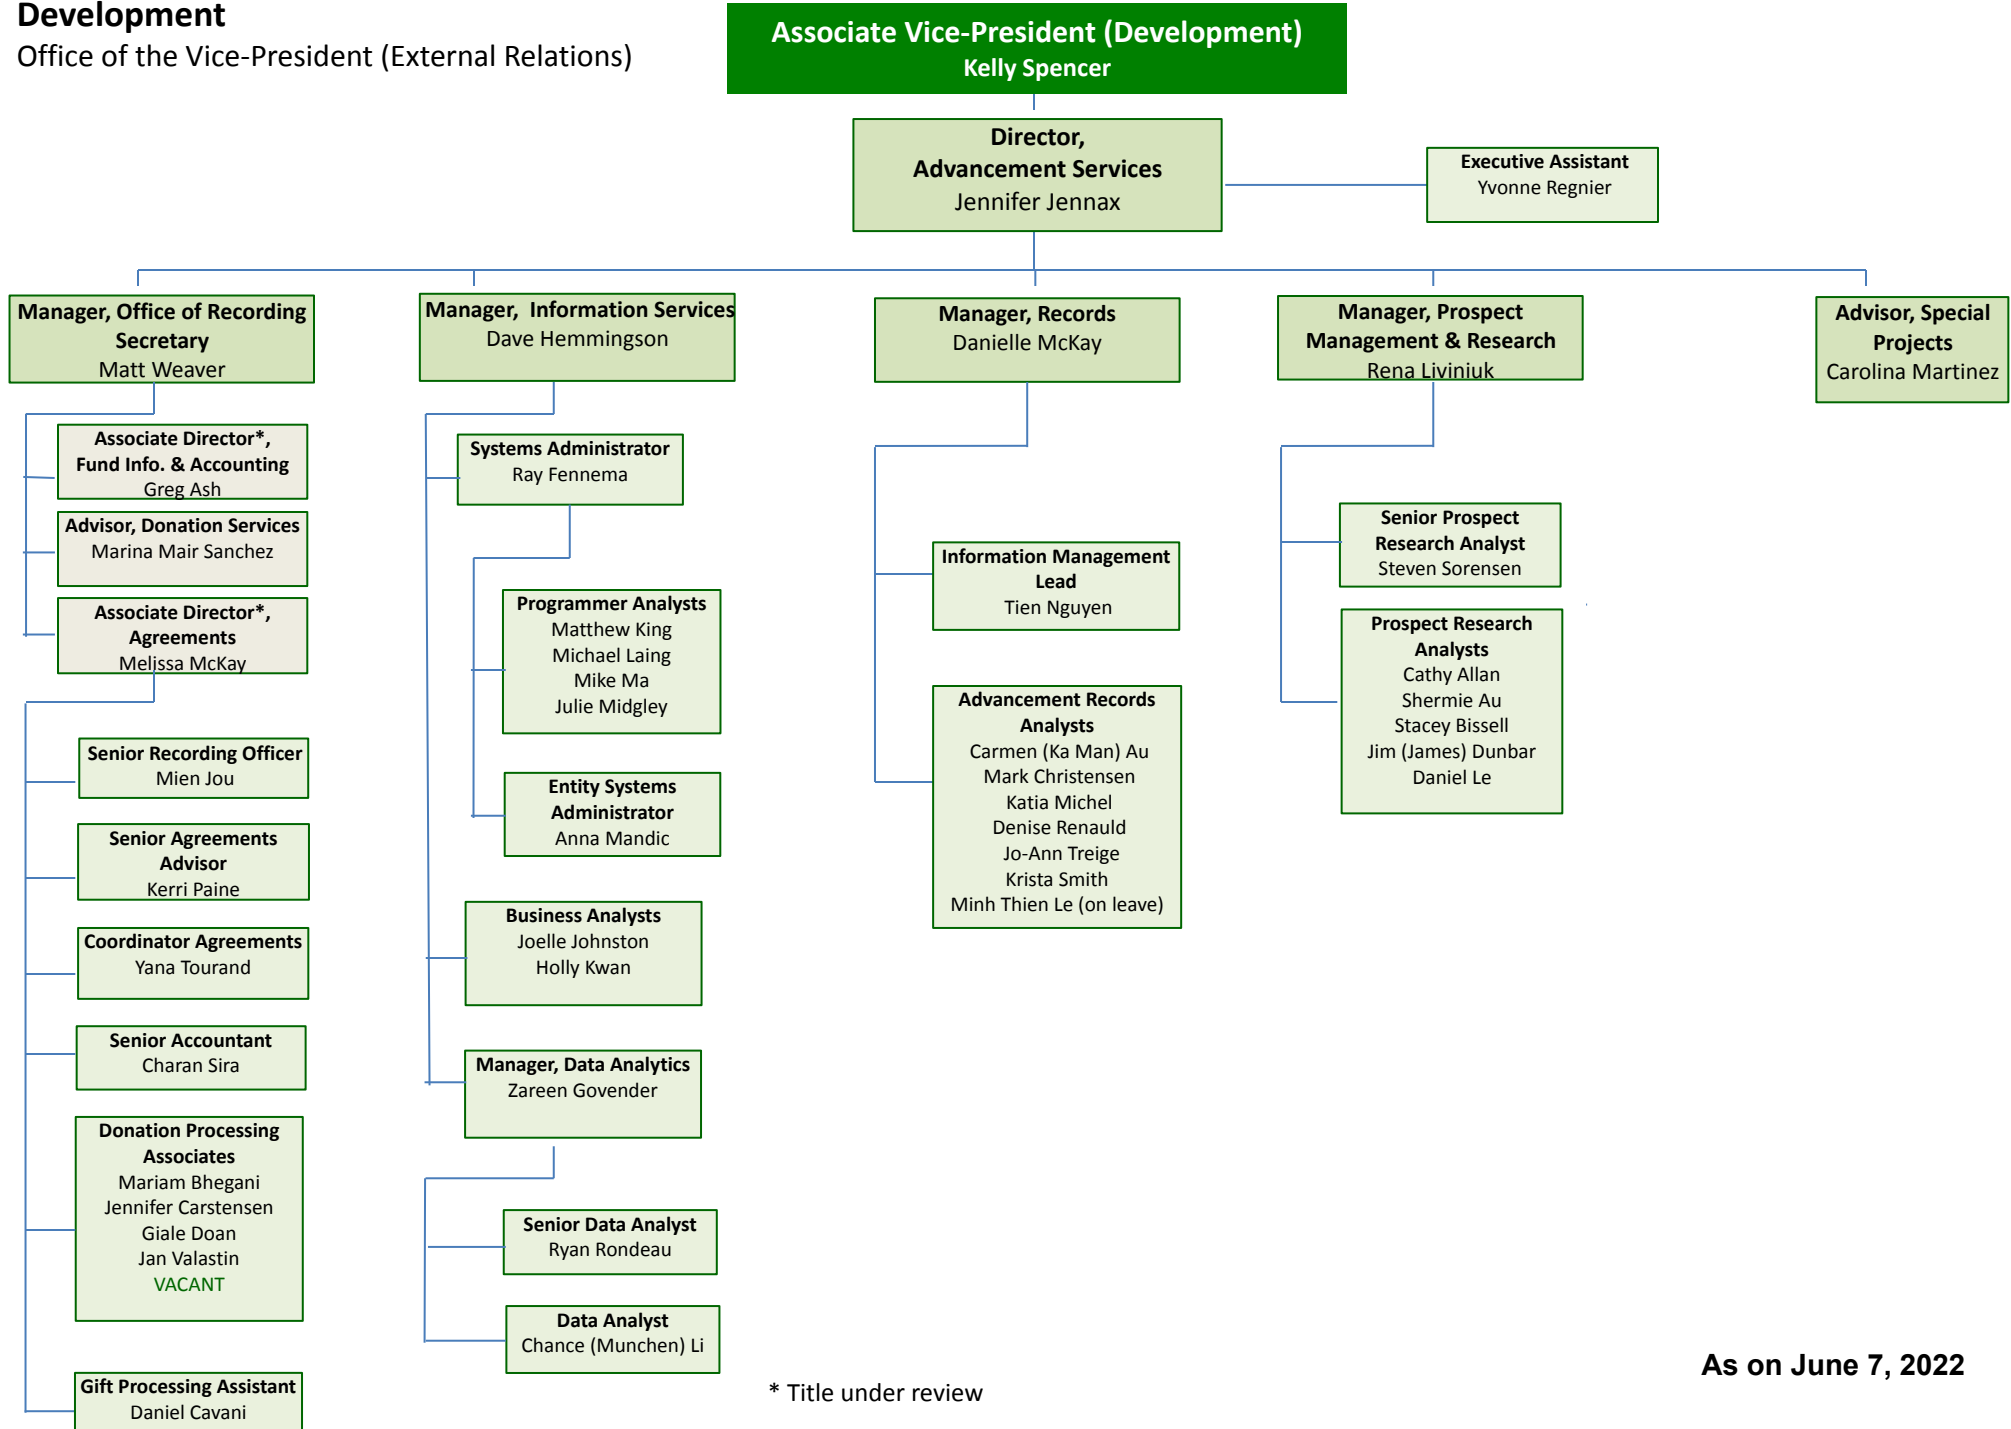 Development
Office of the Vice-President (External Relations)
Associate Vice-President (Development)
Kelly Spencer
Director,
Advancement Services
Jennifer Jennax
Executive Assistant
Yvonne Regnier
Manager, Office of Recording
Secretary
Matt Weaver
Associate Director*,
Fund Info. & Accounting
Greg Ash
Advisor, Donation Services
Marina Mair Sanchez
Associate Director*,
Agreements
Melissa McKay
Senior Recording Officer
Mien Jou
Senior Agreements
Advisor
Kerri Paine
Coordinator Agreements
Yana Tourand
Senior Accountant
Charan Sira
Donation Processing
Associates
Mariam Bhegani
Jennifer Carstensen
Giale Doan
Jan Valastin
VACANT
Gift Processing Assistant
Daniel Cavani
Manager, Information Services
Dave Hemmingson
Systems Administrator
Ray Fennema
Programmer Analysts
Matthew King
Michael Laing
Mike Ma
Julie Midgley
Entity Systems
Administrator
Anna Mandic
Business Analysts
Joelle Johnston
Holly Kwan
Manager, Data Analytics
Zareen Govender
Senior Data Analyst
Ryan Rondeau
Data Analyst
Chance (Munchen) Li
Manager, Records
Danielle McKay
Information Management
Lead
Tien Nguyen
Advancement Records
Analysts
Carmen (Ka Man) Au
Mark Christensen
Katia Michel
Denise Renauld
Jo-Ann Treige
Krista Smith
Minh Thien Le (on leave)
Manager, Prospect
Management & Research
Rena Liviniuk
Senior Prospect
Research Analyst
Steven Sorensen
Prospect Research
Analysts
Cathy Allan
Shermie Au
Stacey Bissell
Jim (James) Dunbar
Daniel Le
Advisor, Special
Projects
Carolina Martinez
* Title under review
As on June 7, 2022